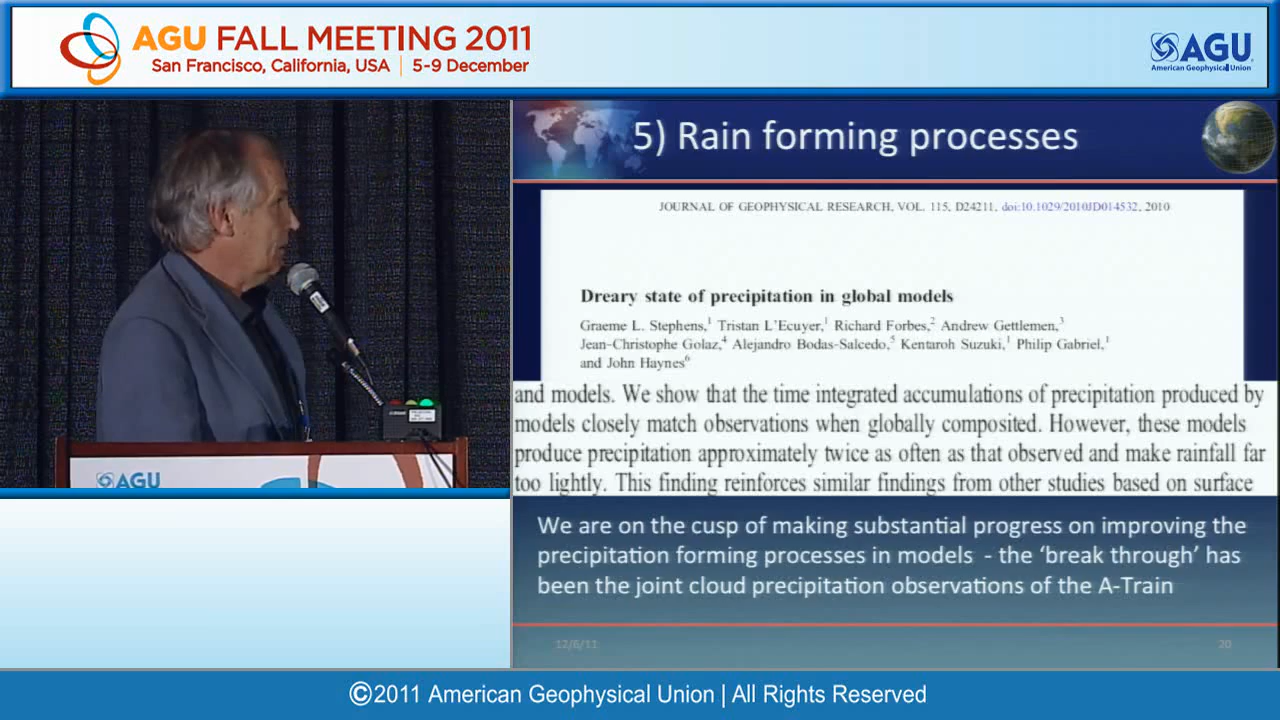 AGU FALL MEETING 2011
San Francisco, California, USA | 5-9 December
AGU
American Geophysical Union
5) Rain forming processes
JOURNAL OF GEOPHYSICAL RESEARCH, VOL. 115, D24211, doi:10.1029/2010JD014532, 2010
Dreary state of precipitation in global models
Graeme L. Stephens,1 Tristan L'Ecuyer,1 Richard Forbes,2 Andrew Gettlemen,3
Jean-Christophe Golaz,4 Alejandro Bodas-Salcedo,5 Kentaroh Suzuki,1 Philip Gabriel,1
and John Haynes6
and models. We show that the time integrated accumulations of precipitation produced by
models closely match observations when globally composited. However, these models
produce precipitation approximately twice as often as that observed and make rainfall far
too lightly. This finding reinforces similar findings from other studies based on surface
We are on the cusp of making substantial progress on improving the
precipitation forming processes in models - the ‘break through’ has
been the joint cloud precipitation observations of the A-Train
12/6/11
20
AGU
©2011 American Geophysical Union | All Rights Reserved